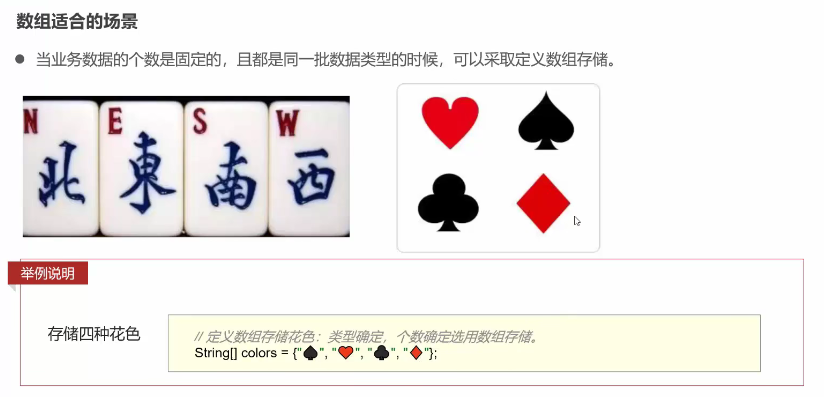 数组适合的场景
● 当业务数据的个数是固定的，且都是同一批数据类型的时候，可以采取定义数组存储。
N E S W
北 東 南 西
举例说明
存储四种花色
// 定义数组存储花色：类型确定，个数确定选用数组存储。
String[] colors = {"♠", "♥", "♣", "♦"};